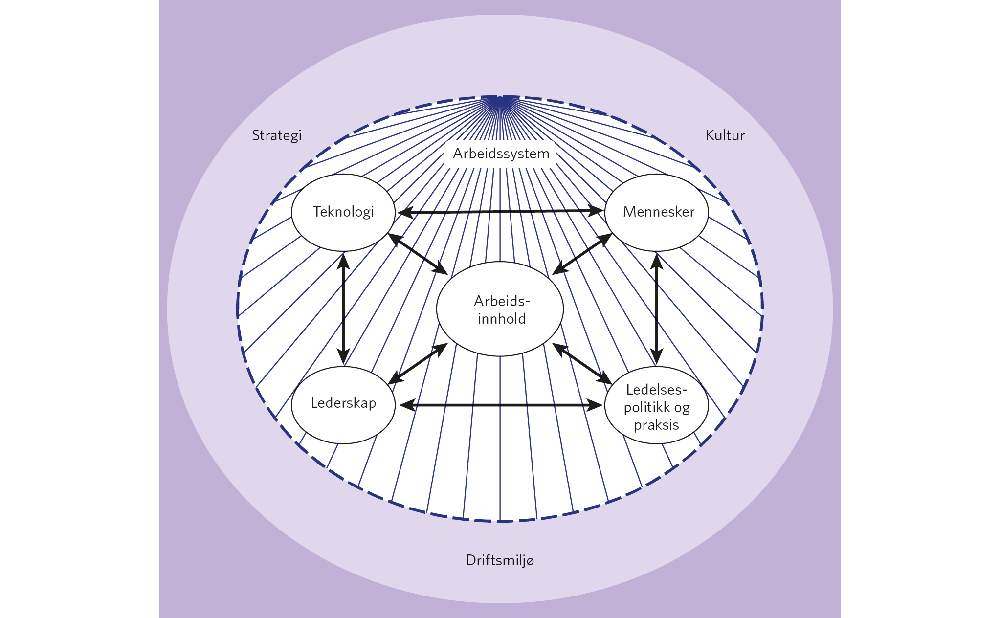 Strategi
Kultur
Arbeidssystem
Teknologi
Mennesker
Arbeids-
innhold
Lederskap
Ledelses-
politikk og
praksis
Driftsmiljø